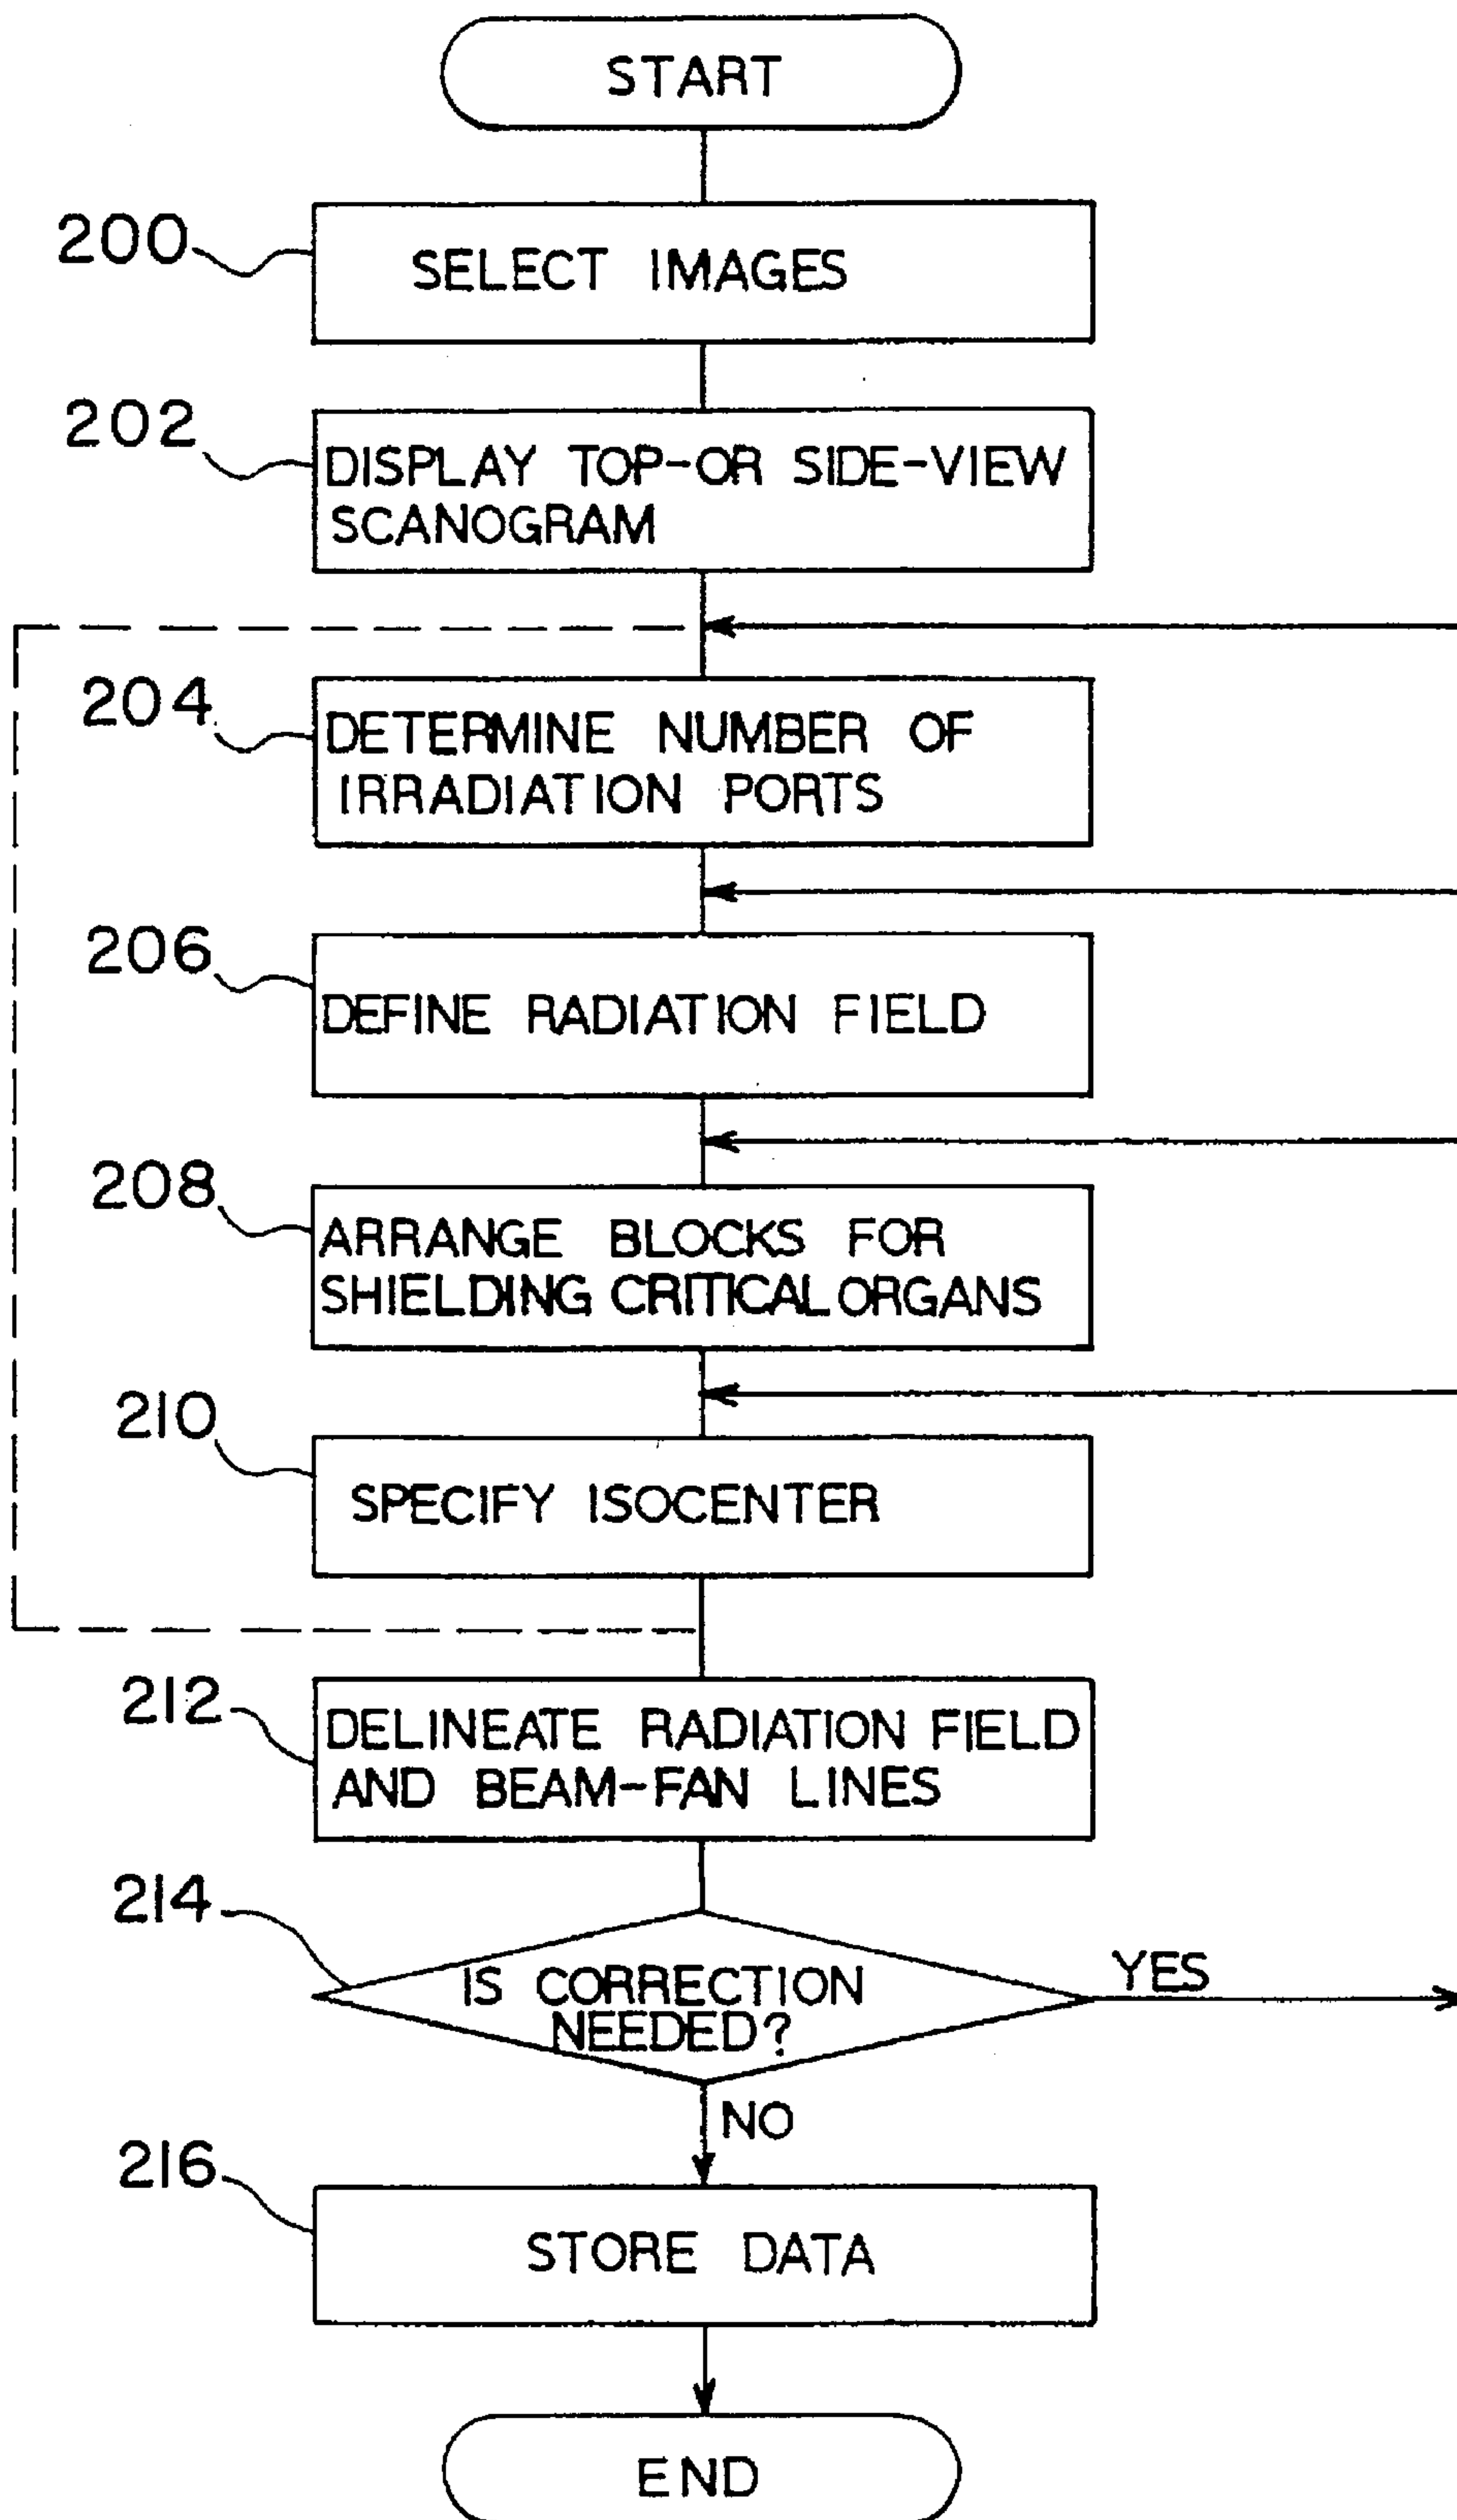 START
200
SELECT IMAGES
202
DISPLAY TOP-OR SIDE-VIEW
SCANOGRAM
204
DETERMINE NUMBER OF
IRRADIATION PORTS
206
DEFINE RADIATION FIELD
208
ARRANGE BLOCKS FOR
SHIELDING CRITICAL ORGANS
210
SPECIFY ISOCENTER
212
DELINEATE RADIATION FIELD
AND BEAM-FAN LINES
214
IS CORRECTION
NEEDED?
YES
NO
216
STORE DATA
END